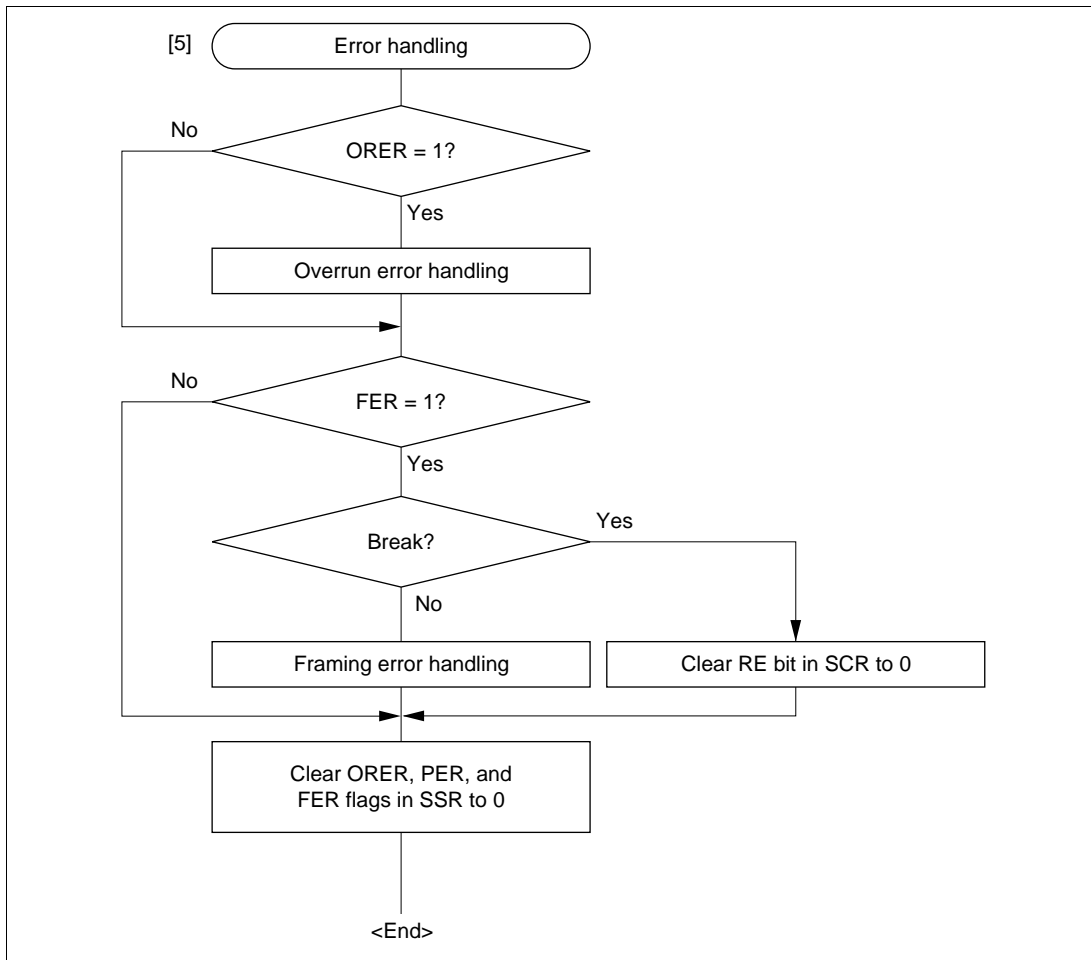 [5] Error handling
No
ORER = 1?
Yes
Overrun error handling
No
FER = 1?
Yes
Break?
Yes
No
Framing error handling
Clear RE bit in SCR to 0
Clear ORER, PER, and
FER flags in SSR to 0
<End>